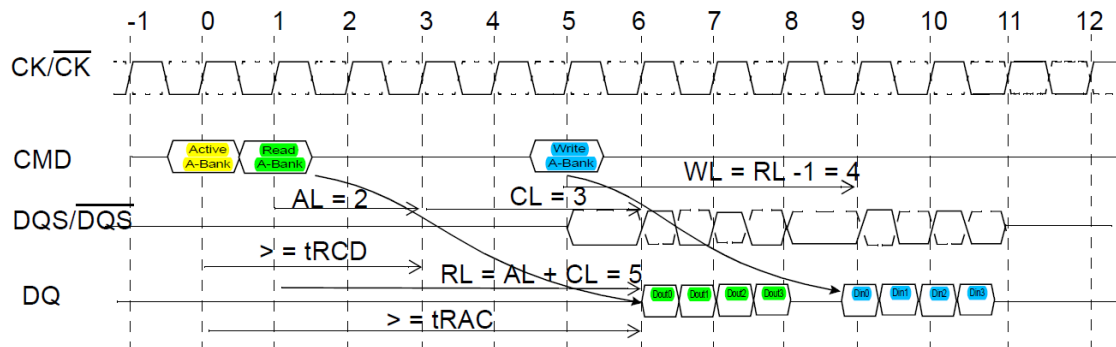 -1 0 1 2 3 4 5 6 7 8 9 10 11 12
CK/CK
CMD
Active
A-Bank
Read
A-Bank
Write
A-Bank
WL = RL -1 = 4
AL = 2
CL = 3
DQS/DQS
> = tRCD
RL = AL + CL = 5
DQ
Dout0 Dout1 Dout2 Dout3
Din0 Din1 Din2 Din3
> = tRAC